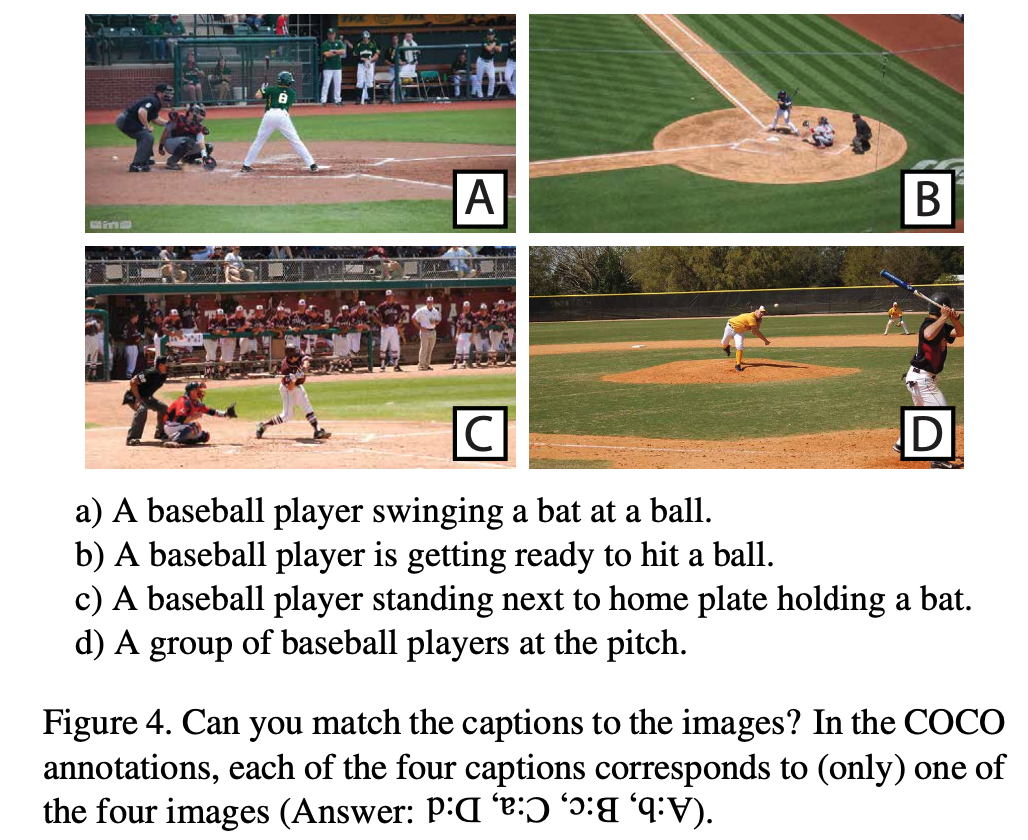 8
A
B
C
D
a) A baseball player swinging a bat at a ball.
b) A baseball player is getting ready to hit a ball.
c) A baseball player standing next to home plate holding a bat.
d) A group of baseball players at the pitch.
Figure 4. Can you match the captions to the images? In the COCO
annotations, each of the four captions corresponds to (only) one of
the four images (Answer: A:b, B:c, C:a, D:d).